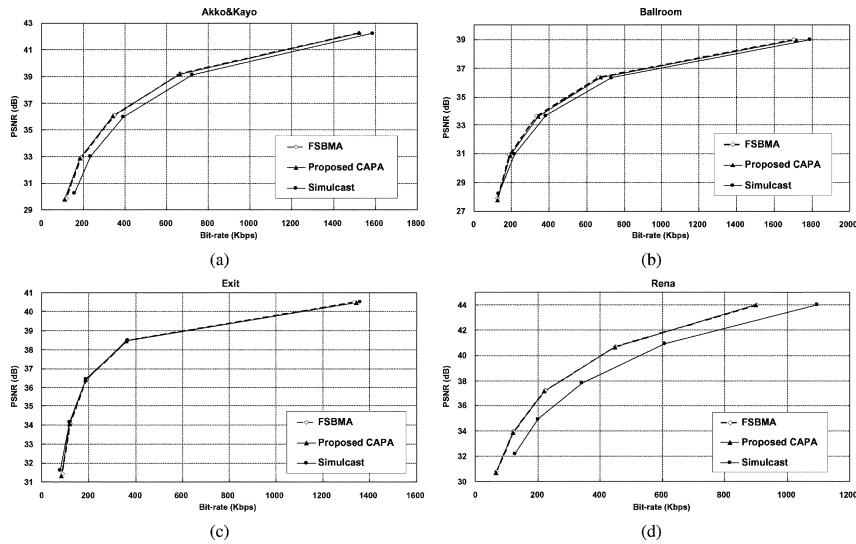 Akko&Kayo
43
41
39
37
35
33
31
29
PSNR (dB)
0 200 400 600 800 1000 1200 1400 1600 1800
Bit-rate (Kbps)
FSBMA
Proposed CAPA
Simulcast
(a)
Ballroom
39
36
33
30
27
PSNR (dB)
0 200 400 600 800 1000 1200 1400 1600 1800 2000
Bit-rate (Kbps)
FSBMA
Proposed CAPA
Simulcast
(b)
Exit
41
40
39
38
37
36
35
34
33
32
31
PSNR (dB)
0 200 400 600 800 1000 1200 1400 1600
Bit-rate (Kbps)
FSBMA
Proposed CAPA
Simulcast
(c)
Rena
44
42
40
38
36
34
32
30
PSNR (dB)
0 200 400 600 800 1000 1200
Bit-rate (Kbps)
FSBMA
Proposed CAPA
Simulcast
(d)